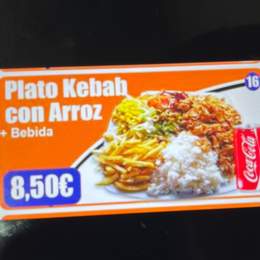 Plato Kebab
16
con Arroz
+ Bebida
8,50€
Coca-Cola